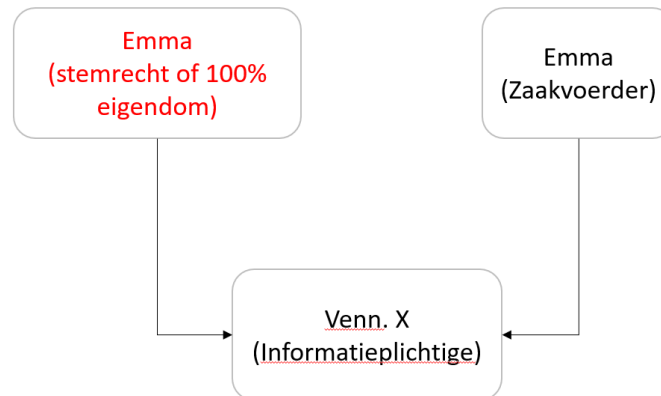 Emma
(stemrecht of 100%
eigendom)
Emma
(Zaakvoerder)
Venn. X
(Informatieplichtige)